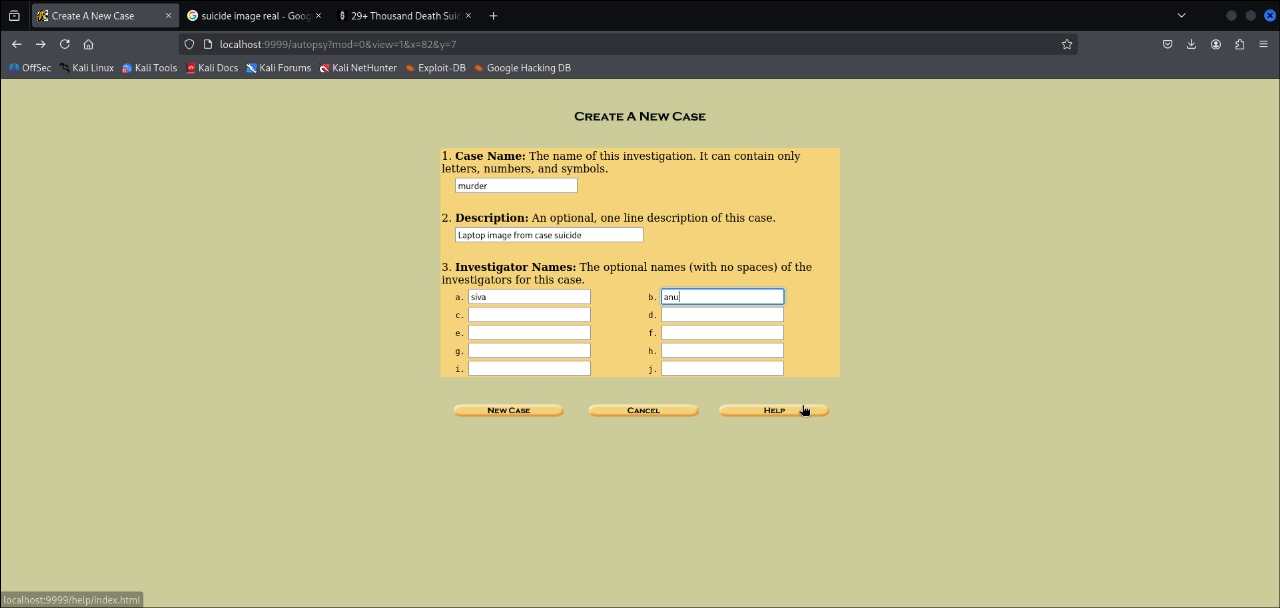 Create A New Case
suicide image real - Goog
29+ Thousand Death Suic
localhost:9999/autopsy?mod=0&view=1&x=82&y=7
OffSec Kali Linux Kali Tools Kali Docs Kali Forums Kali NetHunter Exploit-DB Google Hacking DB
CREATE A NEW CASE
1. Case Name: The name of this investigation. It can contain only
letters, numbers, and symbols.
murder
2. Description: An optional, one line description of this case.
Laptop image from case suicide
3. Investigator Names: The optional names (with no spaces) of the
investigators for this case.
a. siva b. anu
c. d.
e. f.
g. h.
i. j.
NEW CASE CANCEL HELP
localhost:9999/help/index.html